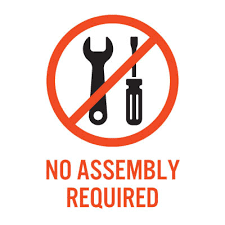 NO ASSEMBLY
REQUIRED